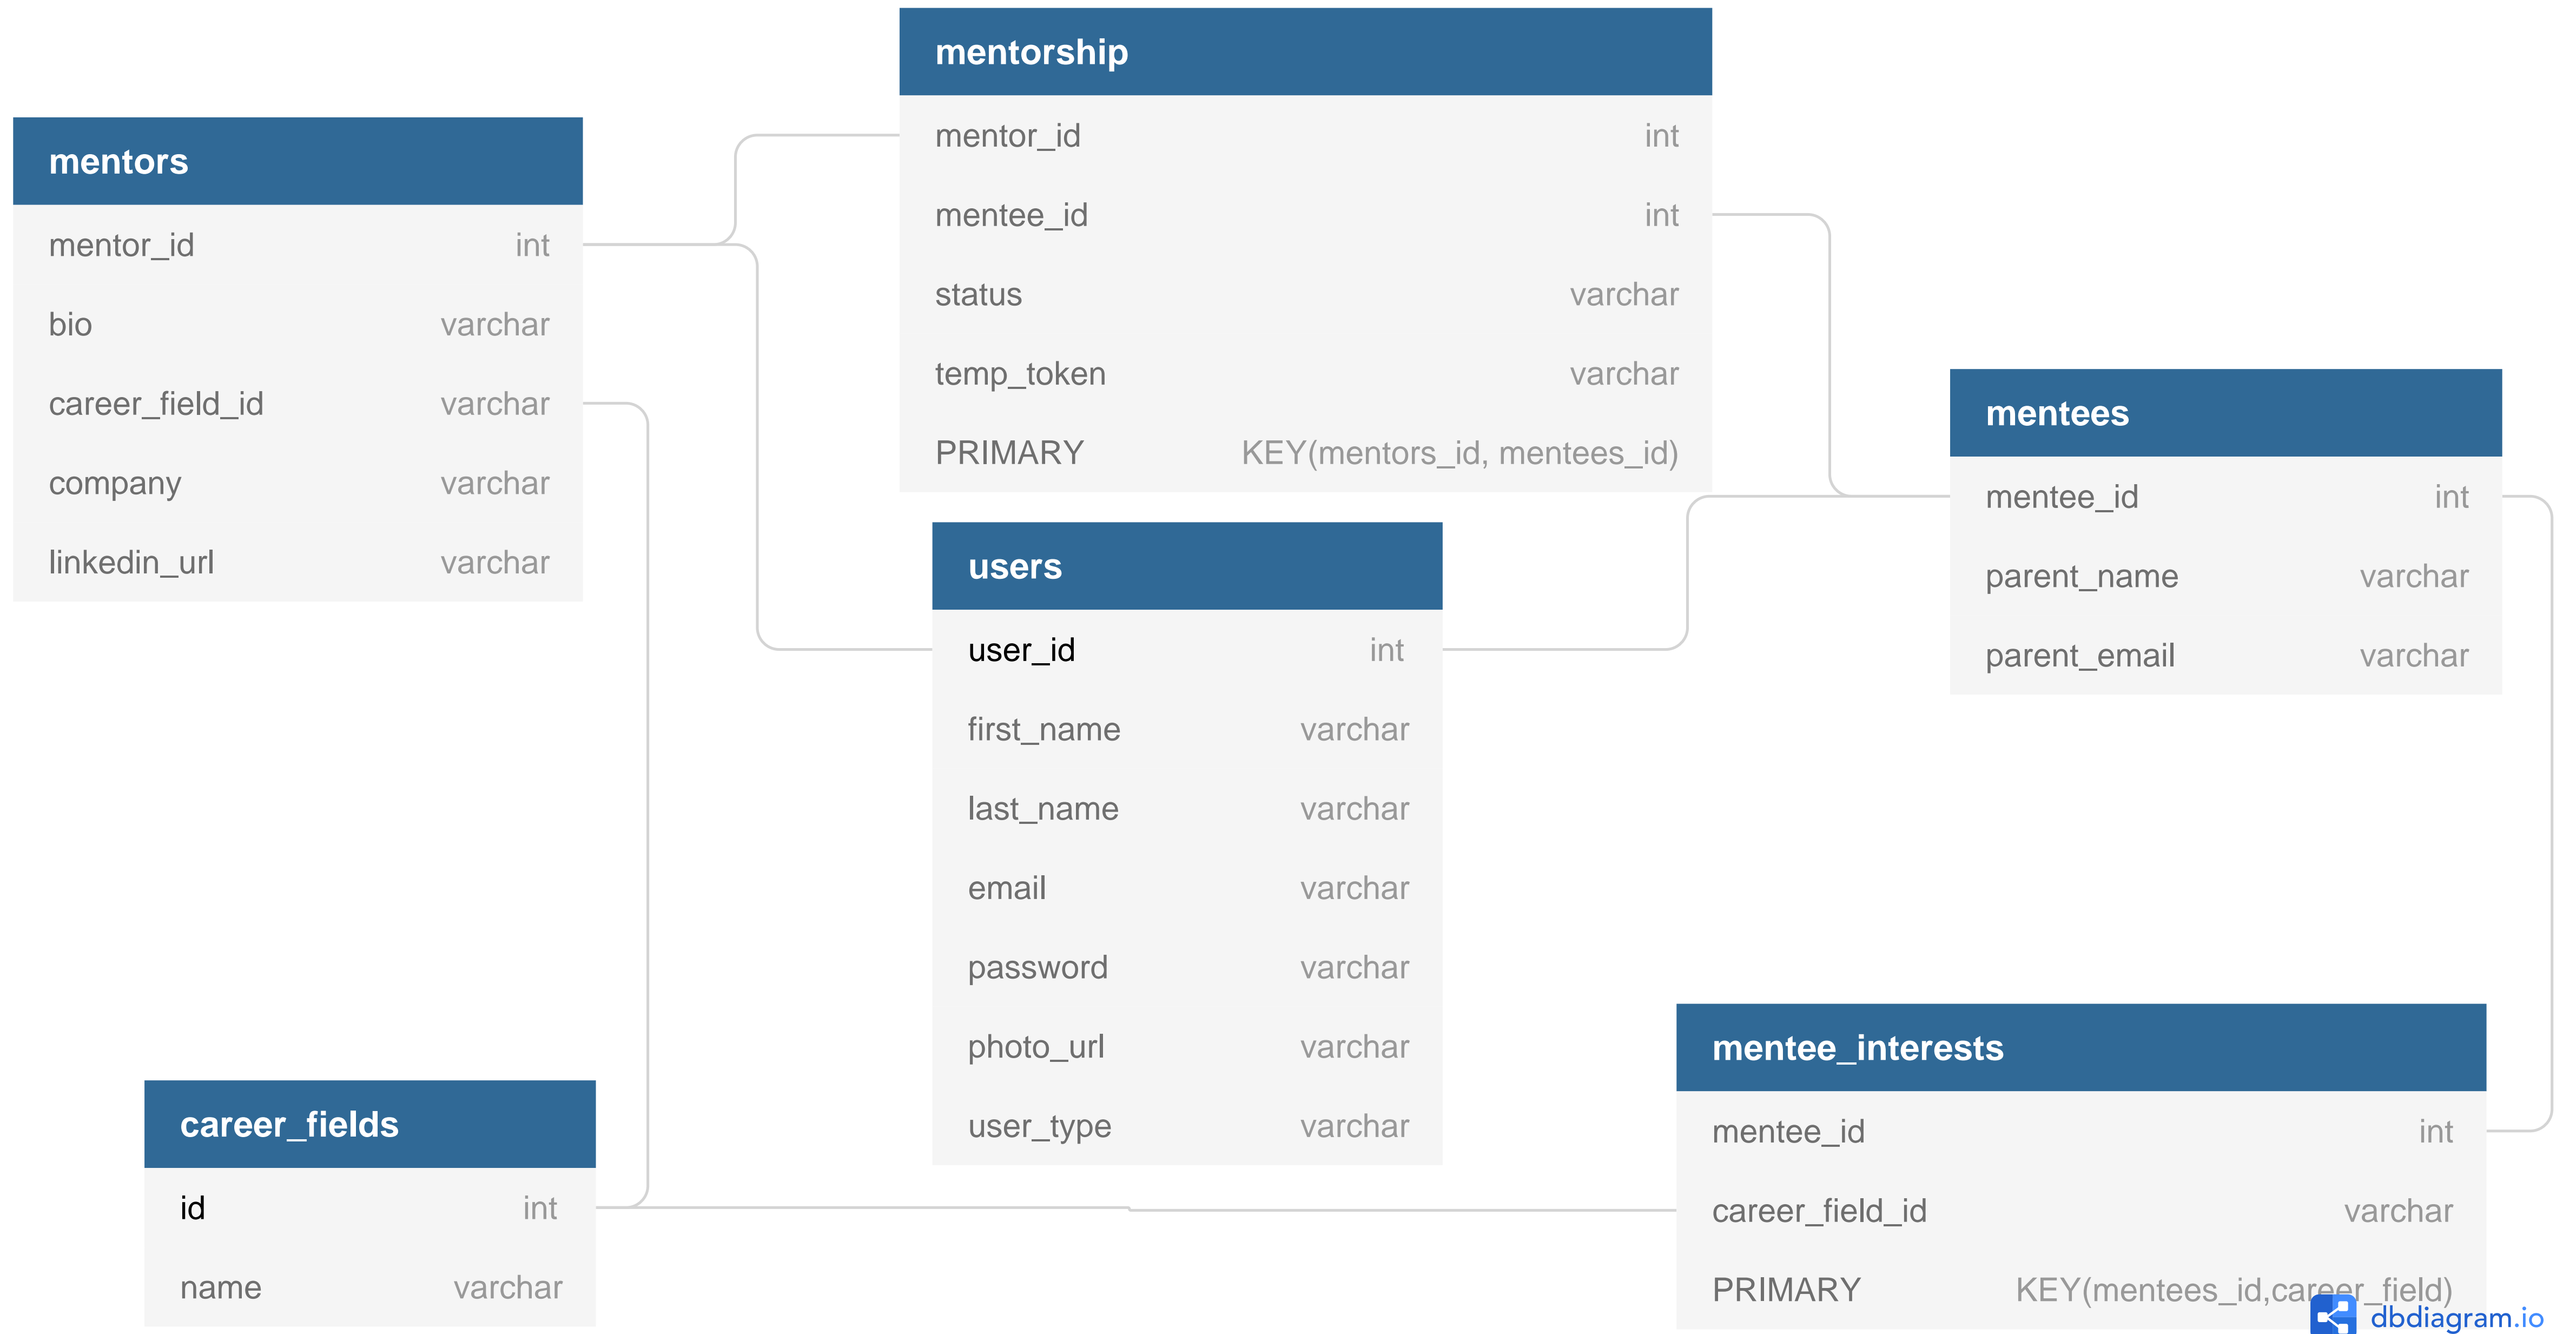 mentorship
mentor_id int
mentee_id int
status varchar
temp_token varchar
PRIMARY KEY(mentors_id, mentees_id)
mentors
mentor_id int
bio varchar
career_field_id varchar
company varchar
linkedin_url varchar
mentees
mentee_id int
parent_name varchar
parent_email varchar
users
user_id int
first_name varchar
last_name varchar
email varchar
password varchar
photo_url varchar
user_type varchar
career_fields
id int
name varchar
mentee_interests
mentee_id int
career_field_id varchar
PRIMARY KEY(mentees_id,career_field)
dbdiagram.io